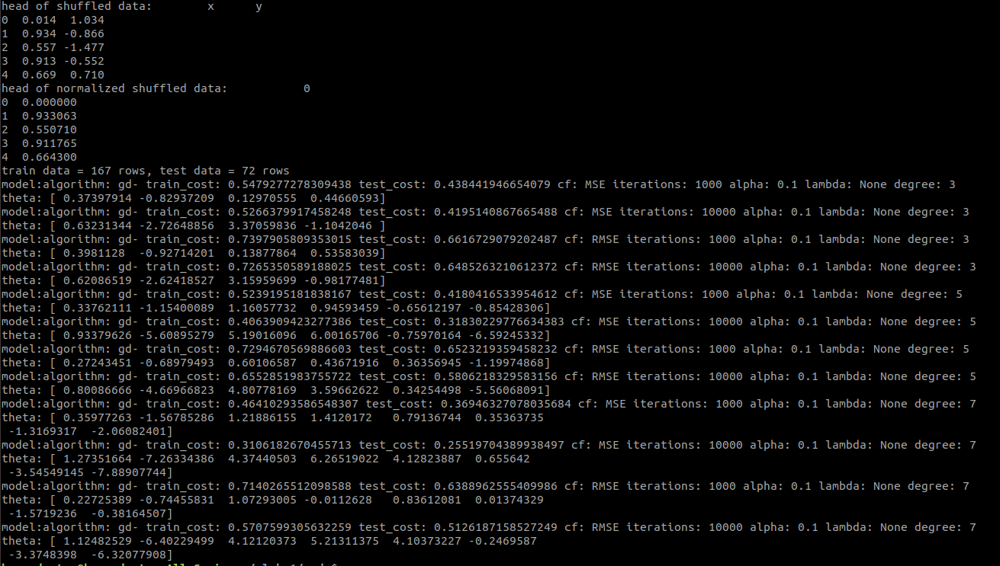 head of shuffled data:        x      y
0  0.014  1.034
1  0.934 -0.866
2  0.557 -1.477
3  0.913 -0.552
4  0.669  0.710
head of normalized shuffled data:           0
0  0.000000
1  0.933063
2  0.550710
3  0.911765
4  0.664300
train data = 167 rows, test data = 72 rows
model:algorithm: gd- train_cost: 0.5479277278309438 test_cost: 0.438441946654079 cf: MSE iterations: 1000 alpha: 0.1 lambda: None degree: 3
theta: [ 0.37397914 -0.82937209  0.12970555  0.44660593]
model:algorithm: gd- train_cost: 0.5266379917458248 test_cost: 0.4195140867665488 cf: MSE iterations: 10000 alpha: 0.1 lambda: None degree: 3
theta: [ 0.63231344 -2.72648856  3.37059836 -1.1042046 ]
model:algorithm: gd- train_cost: 0.7397905809353015 test_cost: 0.6616729079202487 cf: RMSE iterations: 1000 alpha: 0.1 lambda: None degree: 3
theta: [ 0.3981128  -0.92714201  0.13877864  0.53583039]
model:algorithm: gd- train_cost: 0.7265350589188025 test_cost: 0.6485263210612372 cf: RMSE iterations: 10000 alpha: 0.1 lambda: None degree: 3
theta: [ 0.62086519 -2.62418527  3.15959699 -0.98177481]
model:algorithm: gd- train_cost: 0.5239195181838167 test_cost: 0.4180416533954612 cf: MSE iterations: 1000 alpha: 0.1 lambda: None degree: 5
theta: [ 0.33762111 -1.15400089  1.16057732  0.94593459 -0.65612197 -0.85428306]
model:algorithm: gd- train_cost: 0.4063909423277386 test_cost: 0.31830229776634383 cf: MSE iterations: 10000 alpha: 0.1 lambda: None degree: 5
theta: [ 0.93379626 -5.60895279  5.19016096  6.00165706 -0.75970164 -6.59245332]
model:algorithm: gd- train_cost: 0.7294670569886603 test_cost: 0.6523219359458232 cf: RMSE iterations: 1000 alpha: 0.1 lambda: None degree: 5
theta: [ 0.27243451 -0.68979493  0.60106587  0.43671916  0.36356945 -1.19974868]
model:algorithm: gd- train_cost: 0.6552851983755722 test_cost: 0.5806218329583156 cf: RMSE iterations: 10000 alpha: 0.1 lambda: None degree: 5
theta: [ 0.80086666 -4.66966823  4.80778169  3.59662622  0.34254498 -5.56068091]
model:algorithm: gd- train_cost: 0.46410293586548307 test_cost: 0.36946327078035684 cf: MSE iterations: 1000 alpha: 0.1 lambda: None degree: 7
theta: [ 0.35977263 -1.56785286  1.21886155  1.4120172   0.79136744  0.35363735
 -1.3169317  -2.06082401]
model:algorithm: gd- train_cost: 0.3106182670455713 test_cost: 0.25519704389938497 cf: MSE iterations: 10000 alpha: 0.1 lambda: None degree: 7
theta: [ 1.27351664 -7.26334386  4.37440503  6.26519022  4.12823887  0.655642
 -3.54549145 -7.88907744]
model:algorithm: gd- train_cost: 0.7140265512098588 test_cost: 0.6388962555409986 cf: RMSE iterations: 1000 alpha: 0.1 lambda: None degree: 7
theta: [ 0.22725389 -0.74455831  1.07293005 -0.0112628   0.83612081  0.01374329
 -1.5719236  -0.38164507]
model:algorithm: gd- train_cost: 0.5707599305632259 test_cost: 0.5126187158527249 cf: RMSE iterations: 10000 alpha: 0.1 lambda: None degree: 7
theta: [ 1.12482529 -6.40229499  4.12120373  5.21311375  4.10373227 -0.2469587
 -3.3748398  -6.32077908]